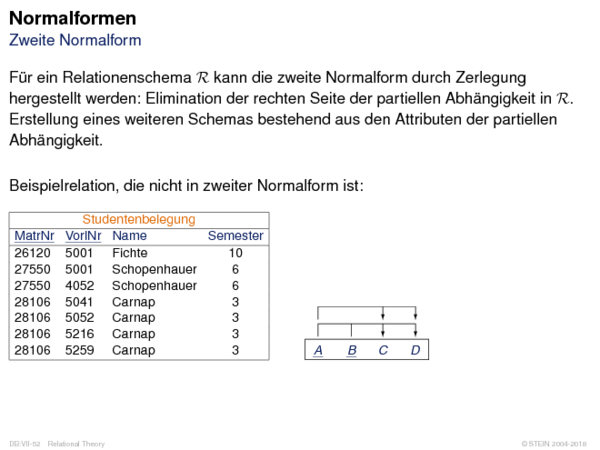 Normalformen
Zweite Normalform
Für ein Relationenschema ℛ kann die zweite Normalform durch Zerlegung
hergestellt werden: Elimination der rechten Seite der partiellen Abhängigkeit in ℛ.
Erstellung eines weiteren Schemas bestehend aus den Attributen der partiellen
Abhängigkeit.
Beispielrelation, die nicht in zweiter Normalform ist:
Studentenbelegung
MatrNr VorlNr Name Semester
26120 5001 Fichte 10
27550 5001 Schopenhauer 6
27550 4052 Schopenhauer 6
28106 5041 Carnap 3
28106 5052 Carnap 3
28106 5216 Carnap 3
28106 5259 Carnap 3
A B C D
DB:VII-52 Relational Theory © STEIN 2004-2018